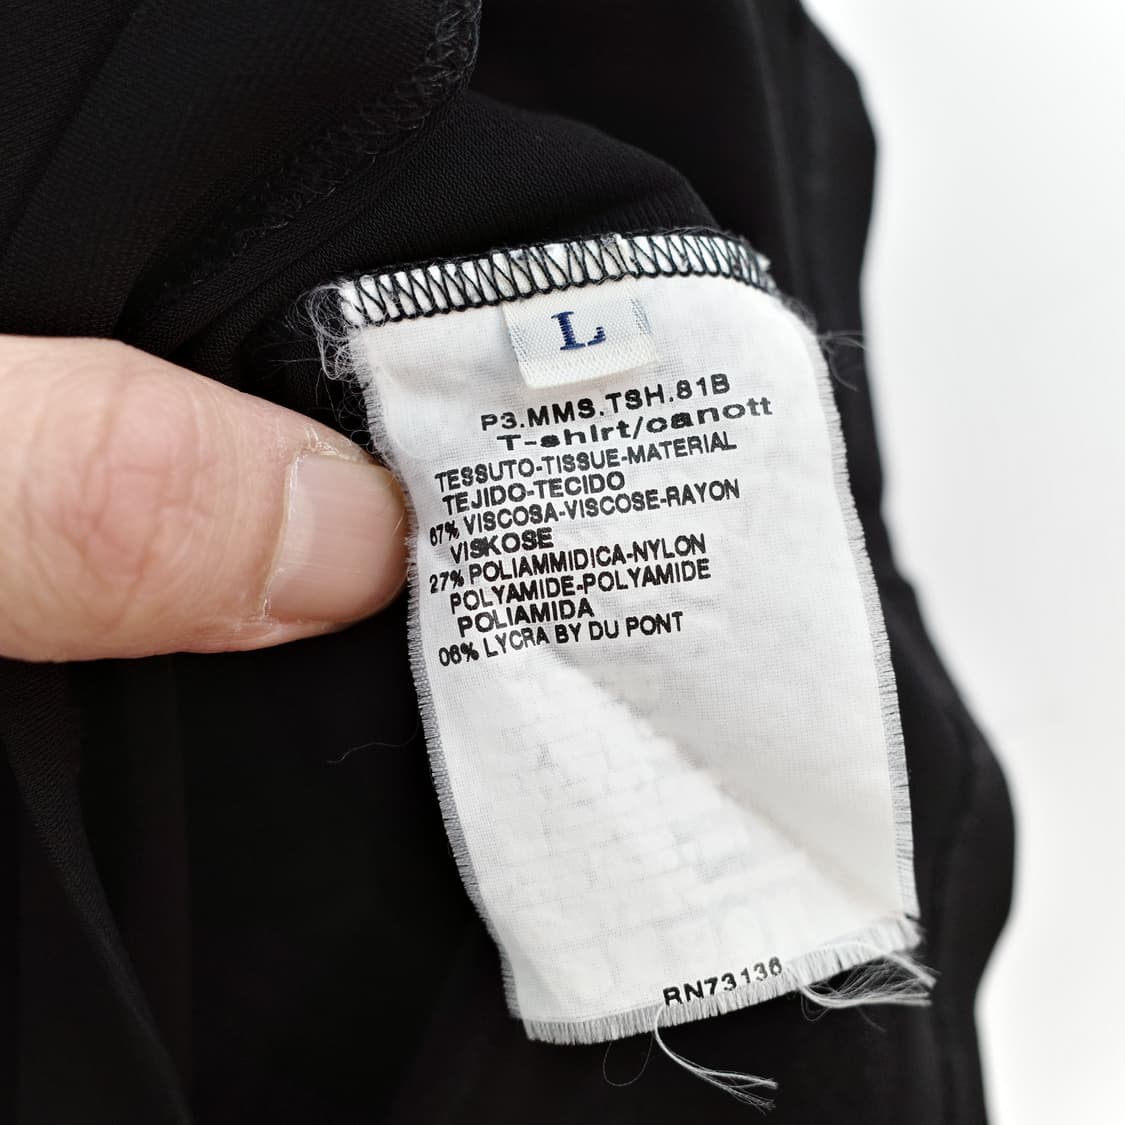 L
P3.MMS.TSH.81B
T-shirt/canott
TESSUTO-TISSUE-MATERIAL
TEJIDO-TECIDO
67% VISCOSA-VISCOSE-RAYON
VISKOSE
27% POLIAMMIDICA-NYLON
POLYAMIDE-POLYAMIDE
POLIAMIDA
06% LYCRA BY DU PONT
RN73136